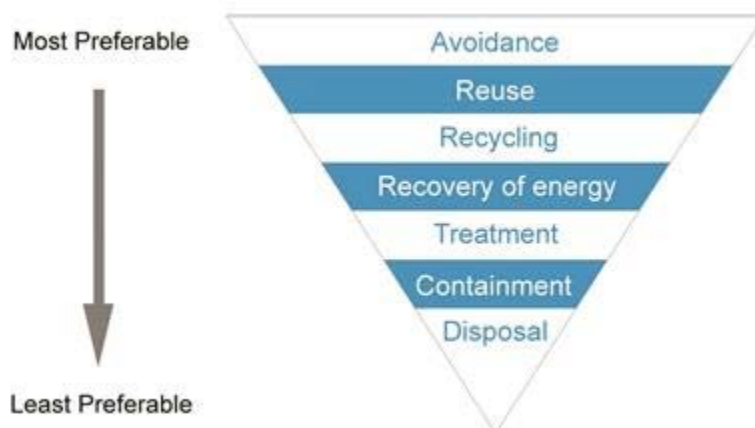 Most Preferable
Avoidance
Reuse
Recycling
Recovery of energy
Treatment
Containment
Disposal
Least Preferable